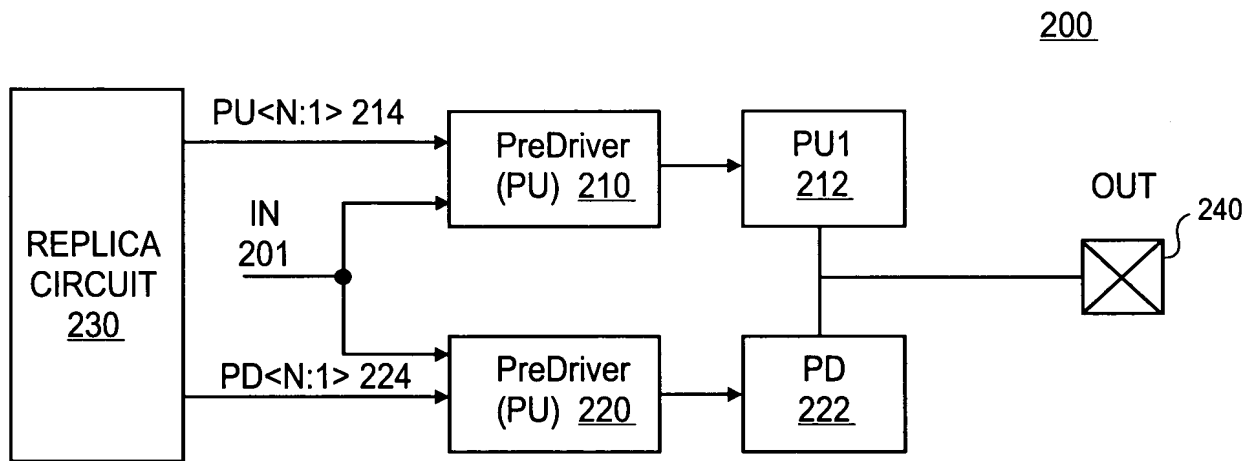 200
PU<N:1> 214
PreDriver
(PU) 210
PU1
212
OUT
240
IN
201
REPLICA
CIRCUIT
230
PD<N:1> 224
PreDriver
(PU) 220
PD
222